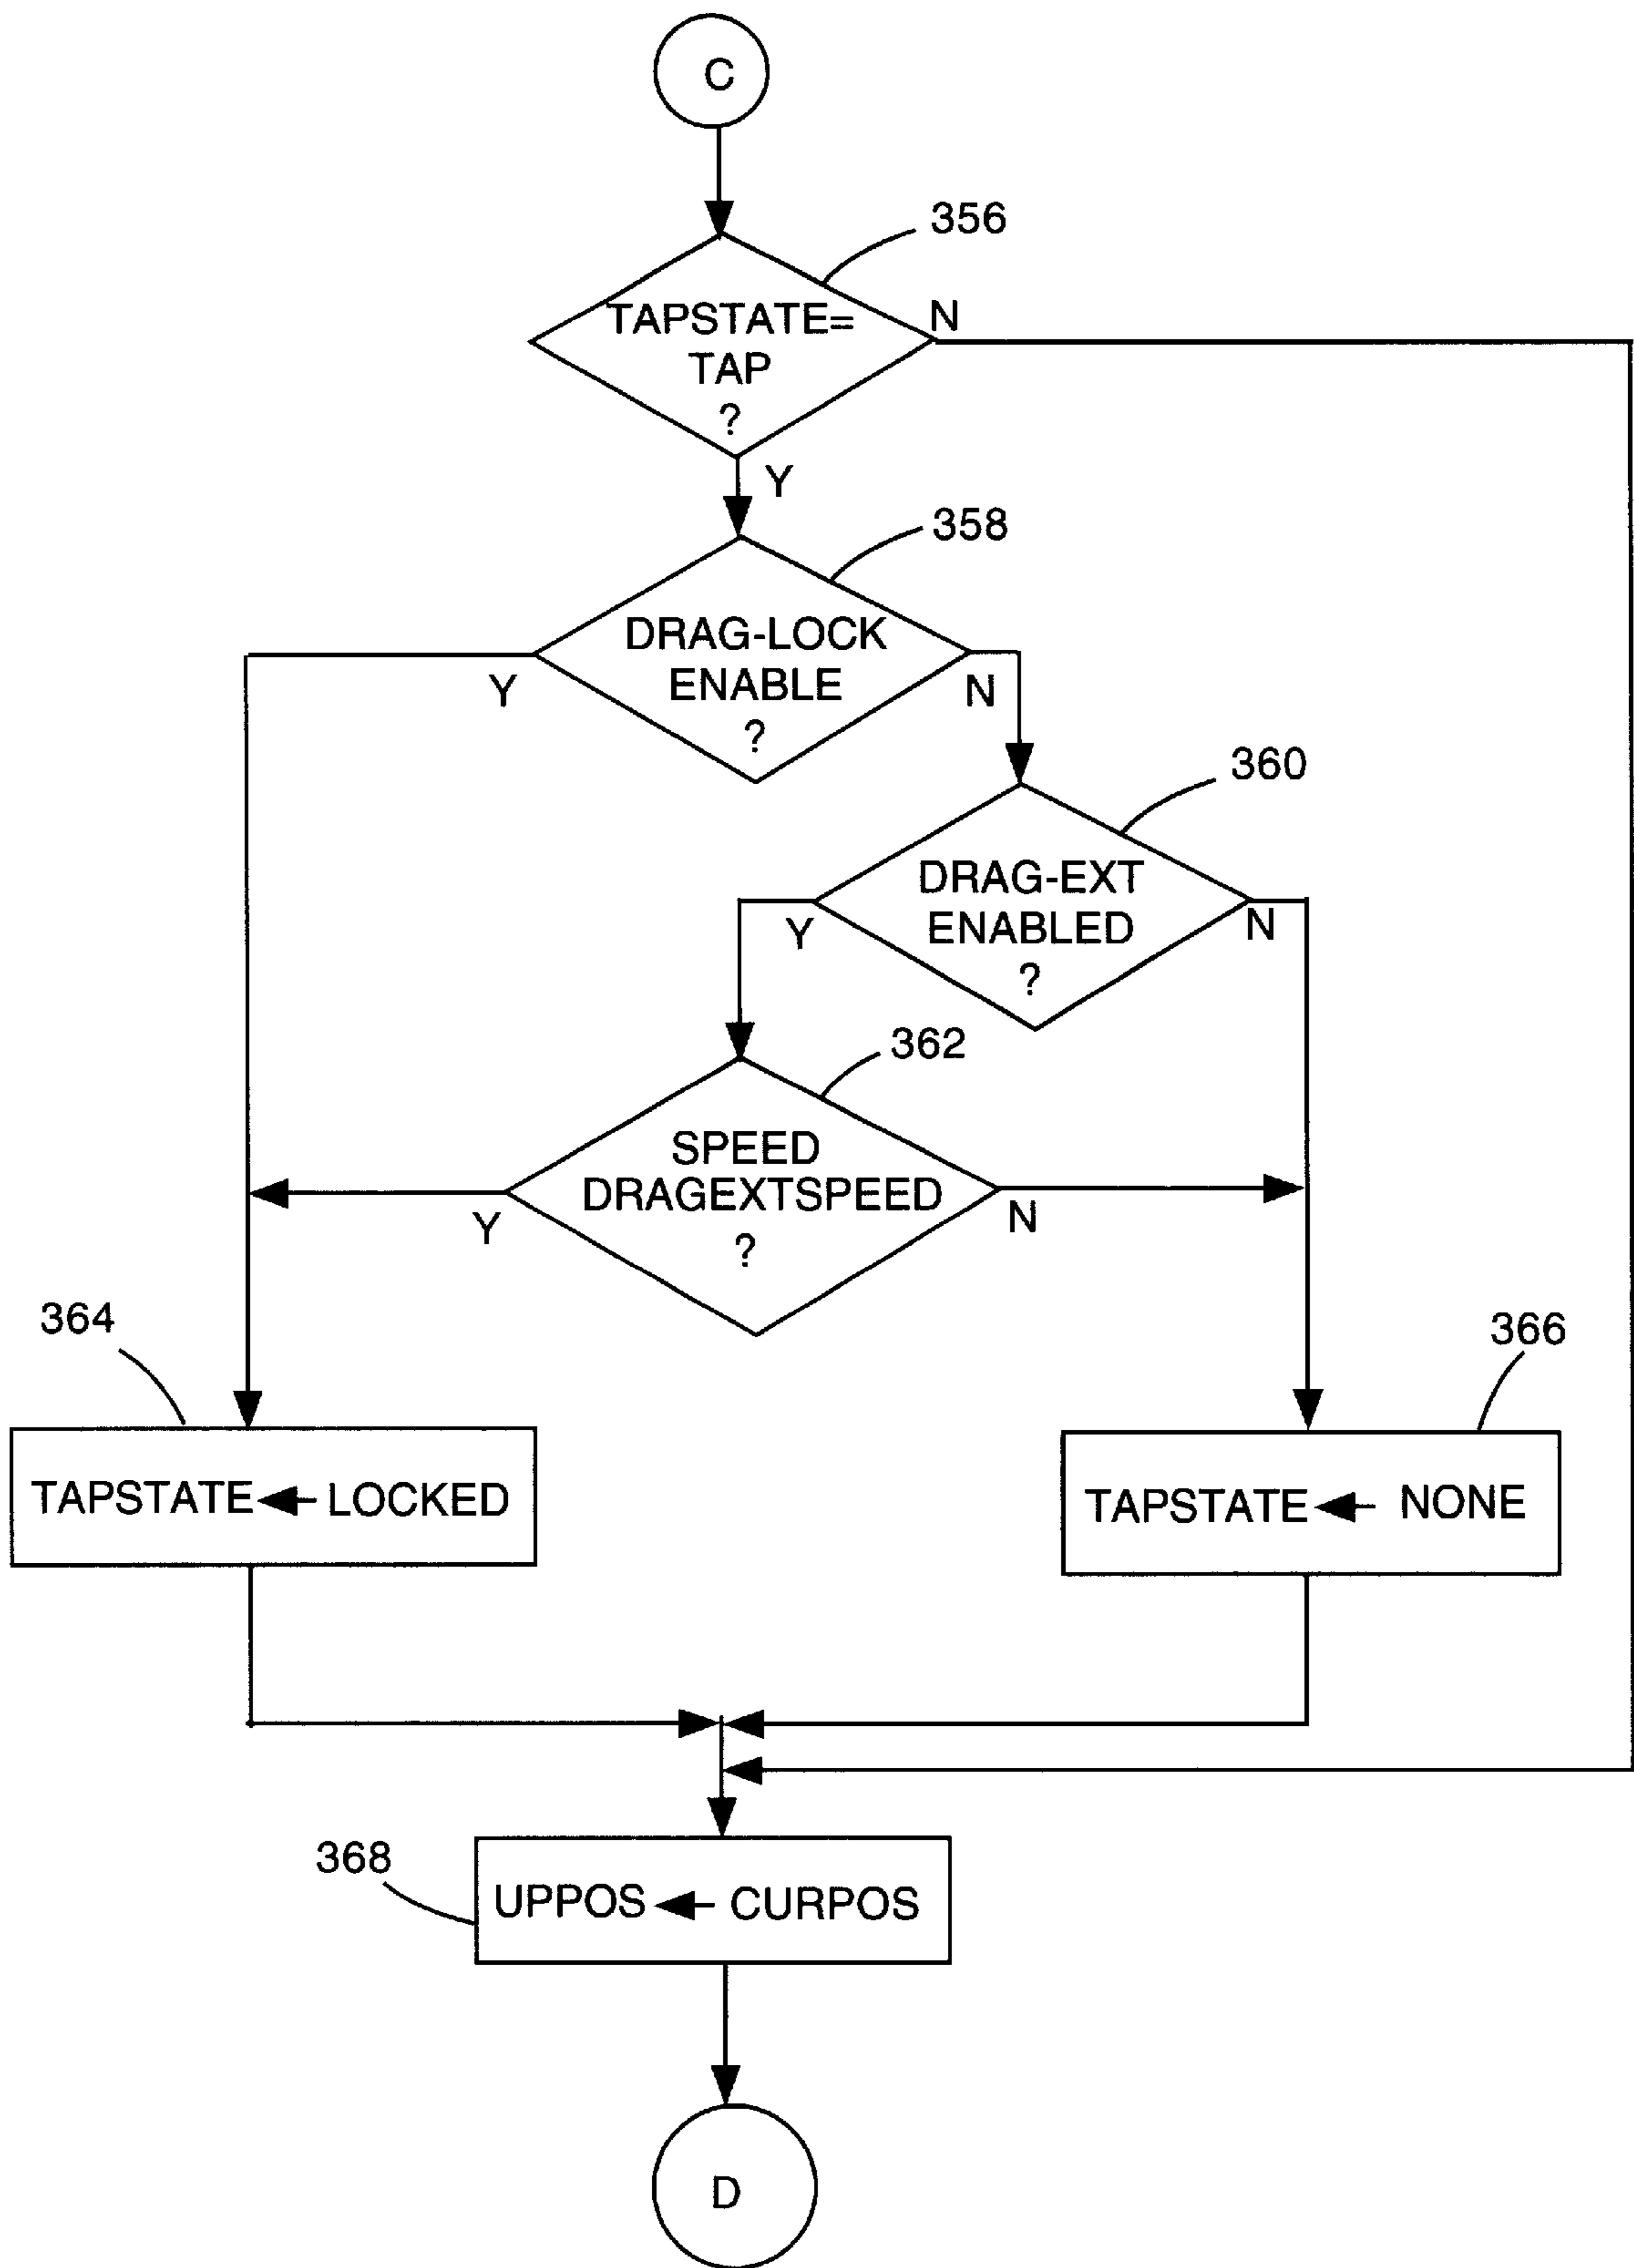 C
356
TAPSTATE=
TAP
?
N
Y
358
DRAG-LOCK
ENABLE
?
Y
N
360
DRAG-EXT
ENABLED
?
Y
N
362
SPEED
DRAGEXTSPEED
?
Y
N
364
366
TAPSTATE ← LOCKED
TAPSTATE ← NONE
368
UPPOS ← CURPOS
D